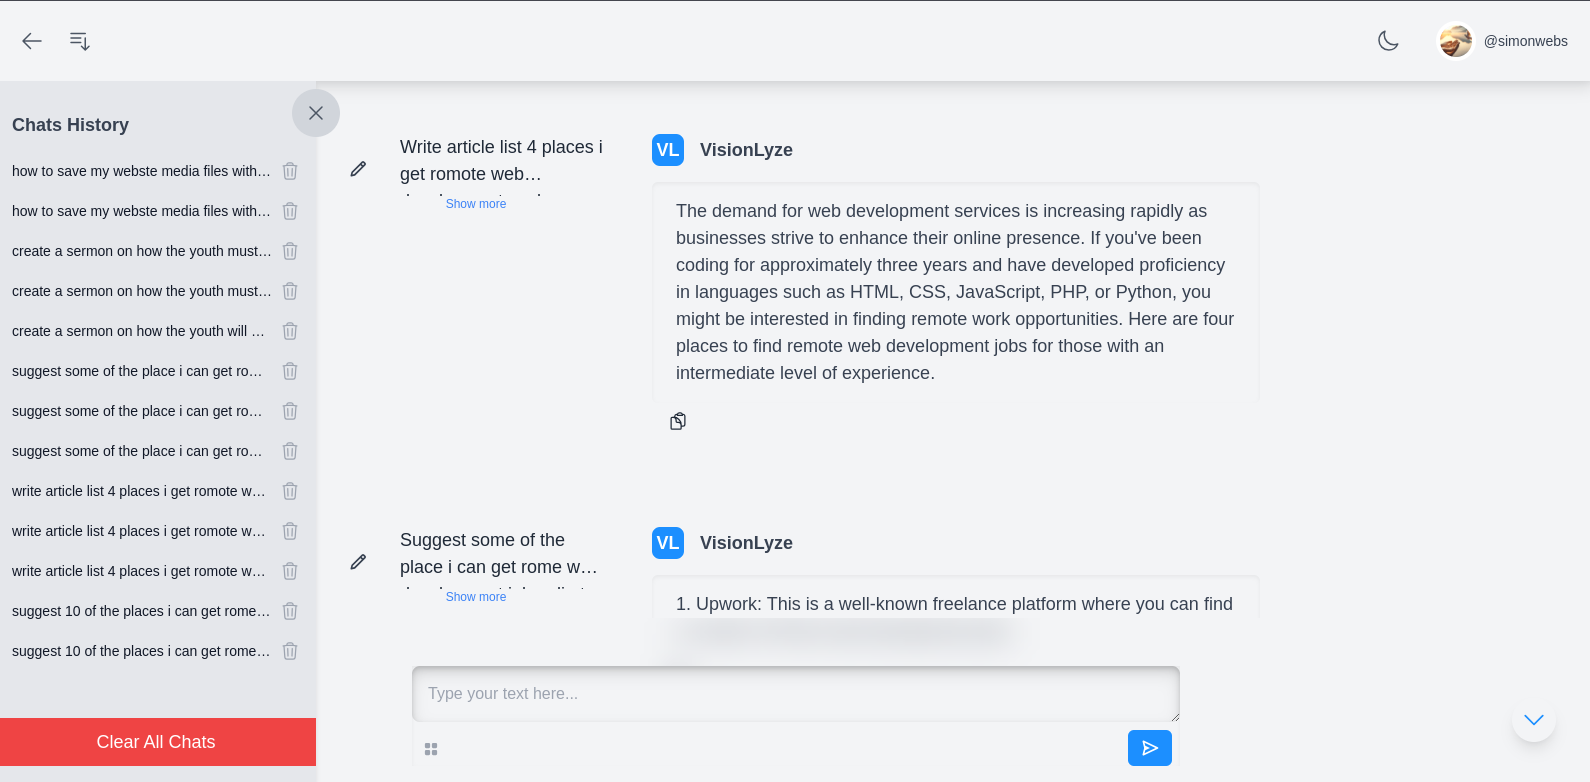 @simonwebs
Chats History
how to save my webste media files with…
how to save my webste media files with…
create a sermon on how the youth must…
create a sermon on how the youth must…
create a sermon on how the youth will …
suggest some of the place i can get ro…
suggest some of the place i can get ro…
suggest some of the place i can get ro…
write article list 4 places i get romote w…
write article list 4 places i get romote w…
write article list 4 places i get romote w…
suggest 10 of the places i can get rome…
suggest 10 of the places i can get rome…
Clear All Chats
Write article list 4 places i
get romote web…
Show more
VL VisionLyze
The demand for web development services is increasing rapidly as
businesses strive to enhance their online presence. If you've been
coding for approximately three years and have developed proficiency
in languages such as HTML, CSS, JavaScript, PHP, or Python, you
might be interested in finding remote work opportunities. Here are four
places to find remote web development jobs for those with an
intermediate level of experience.
Suggest some of the
place i can get rome w…
Show more
VL VisionLyze
1. Upwork: This is a well-known freelance platform where you can find
Type your text here...